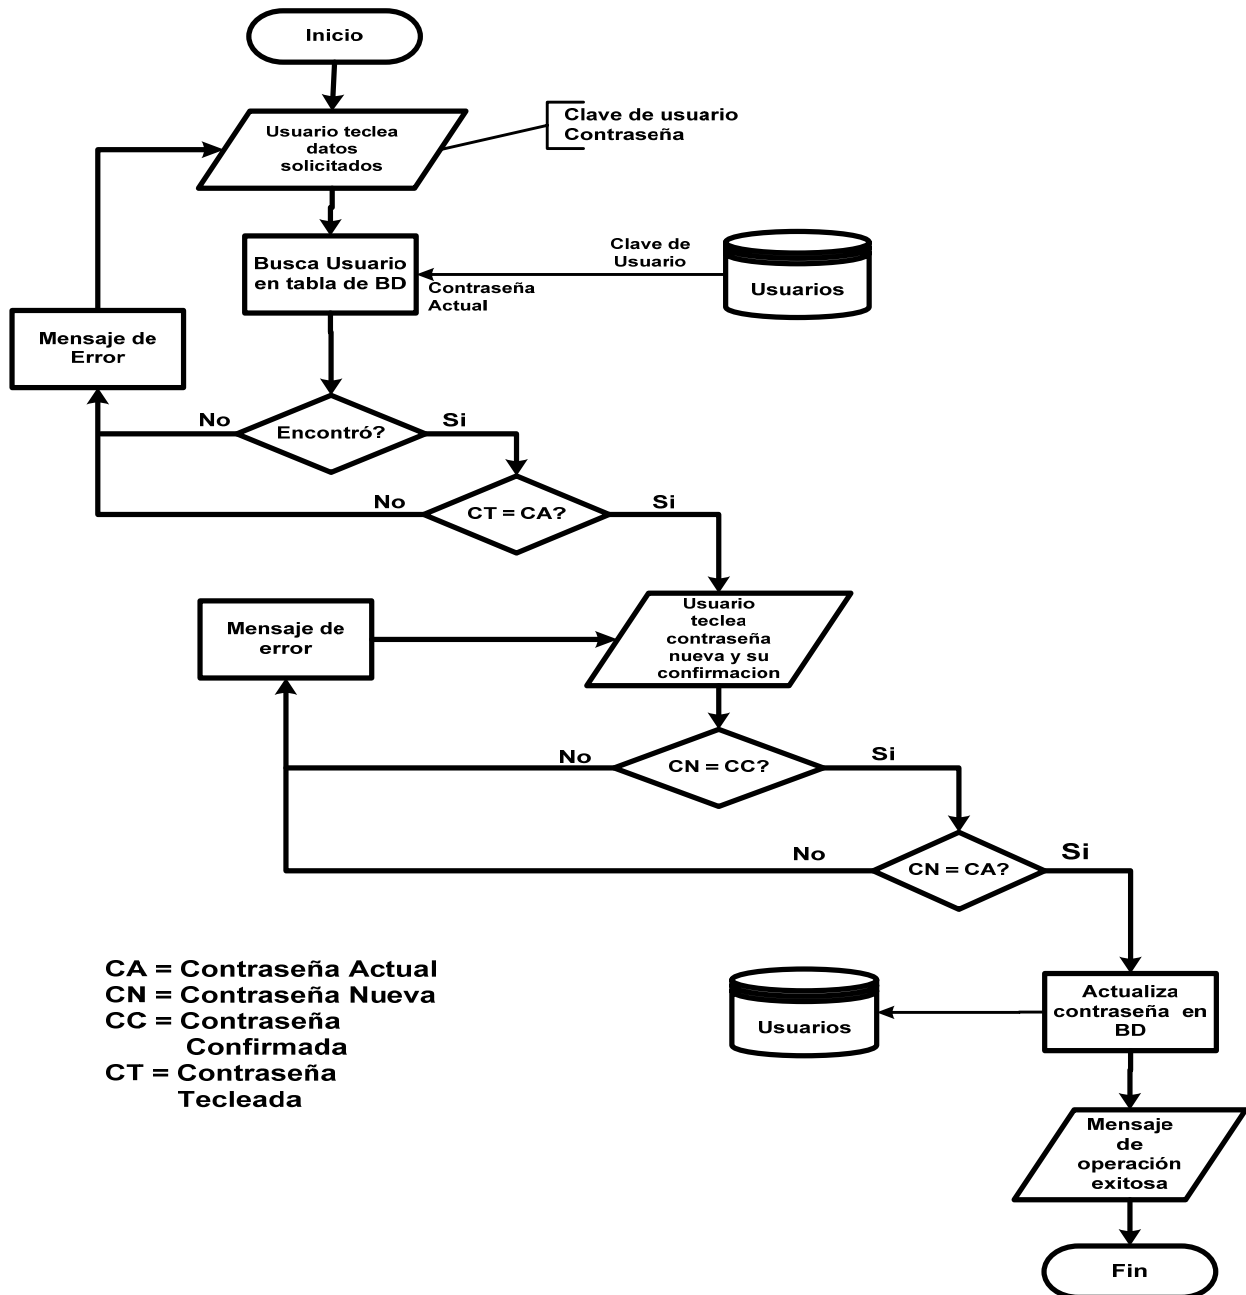 Inicio
Usuario teclea
datos
solicitados
Clave de usuario
Contraseña
Busca Usuario
en tabla de BD
Clave de
Usuario
Contraseña
Actual
Usuarios
Mensaje de
Error
No
Encontró?
Si
No
CT = CA?
Si
Mensaje de
error
Usuario
teclea
contraseña
nueva y su
confirmacion
No
CN = CC?
Si
No
CN = CA?
Si
CA = Contraseña Actual
CN = Contraseña Nueva
CC = Contraseña
Confirmada
CT = Contraseña
Tecleada
Usuarios
Actualiza
contraseña en
BD
Mensaje
de
operación
exitosa
Fin